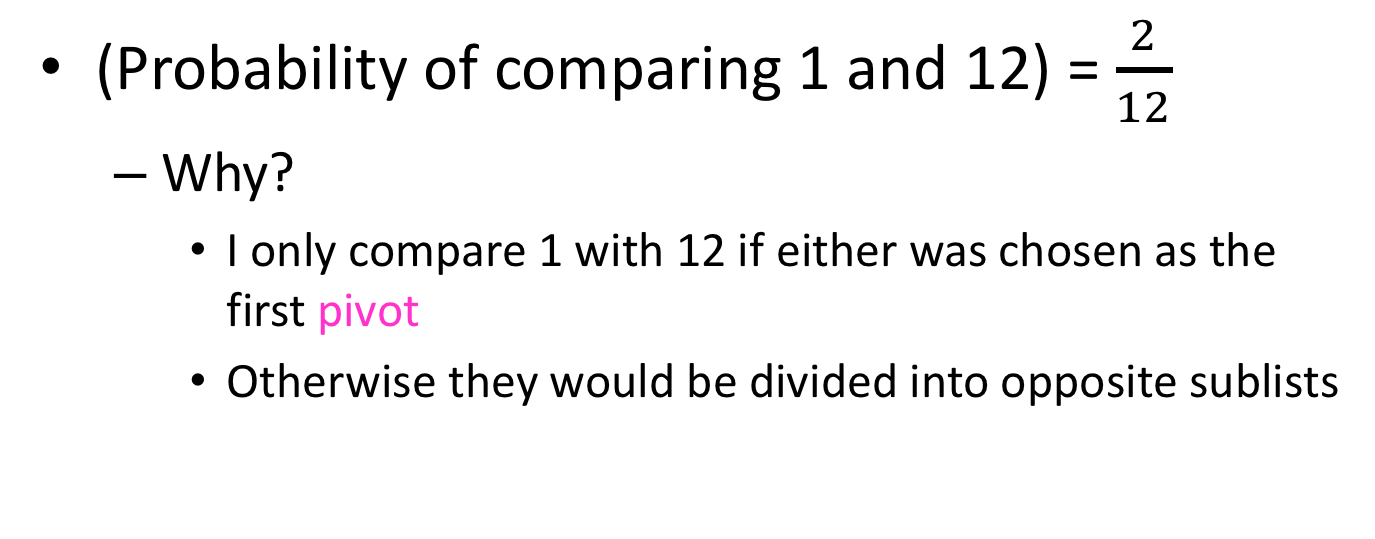 • (Probability of comparing 1 and 12) = 2/12
– Why?
• I only compare 1 with 12 if either was chosen as the
first pivot
• Otherwise they would be divided into opposite sublists